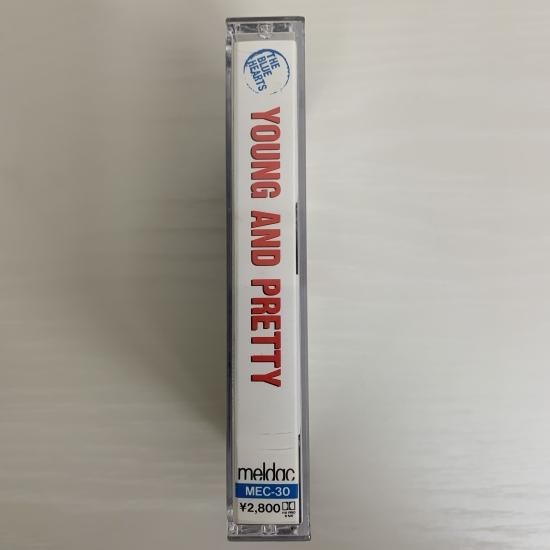 THE
BLUE
HEARTS
YOUNG AND PRETTY
meldac
MEC-30
¥2,800